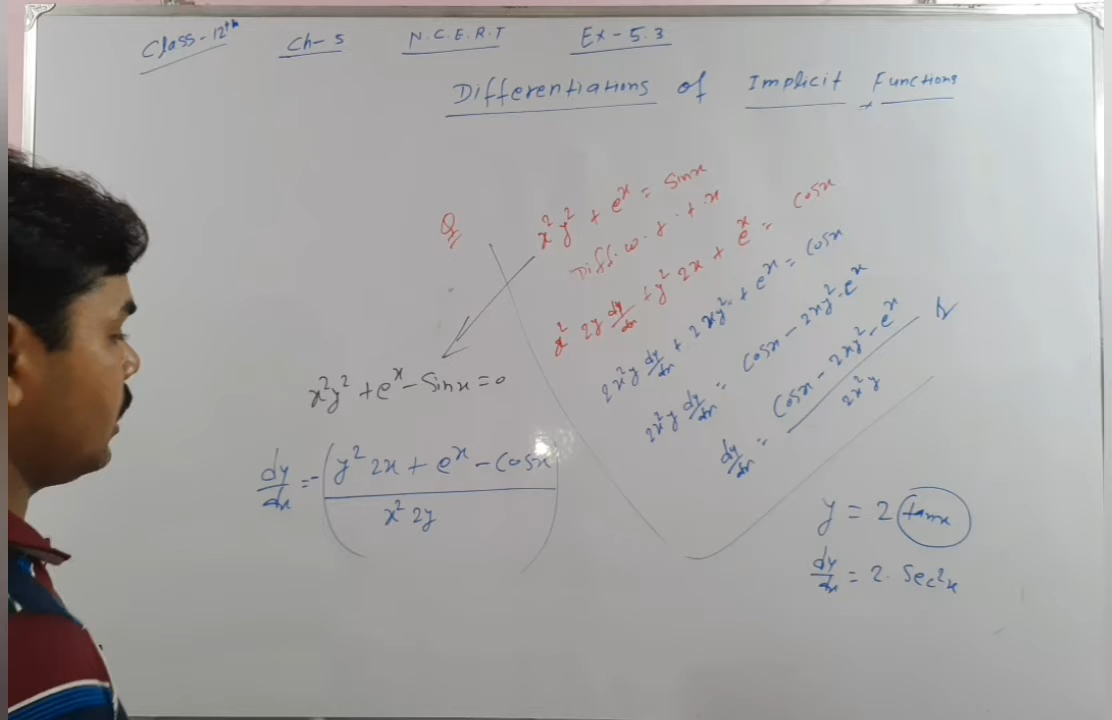 Class-12th Ch-5 N.C.E.R.T Ex-5.3
Differentiations of Implicit Functions
Q x²y² + eˣ = Sinx
Diff. w.r.t x
x² 2y dy/dx + y² 2x + eˣ = Cosx
2x²y dy/dx + 2xy² + eˣ = Cosx
2x²y dy/dx = Cosx - 2xy² - eˣ
dy/dx = Cosx - 2xy² - eˣ / 2x²y
x²y² + eˣ - Sinx = 0
dy/dx = -(y² 2x + eˣ - Cosx / x² 2y)
y = 2 tanx
dy/dx = 2. Sec²x